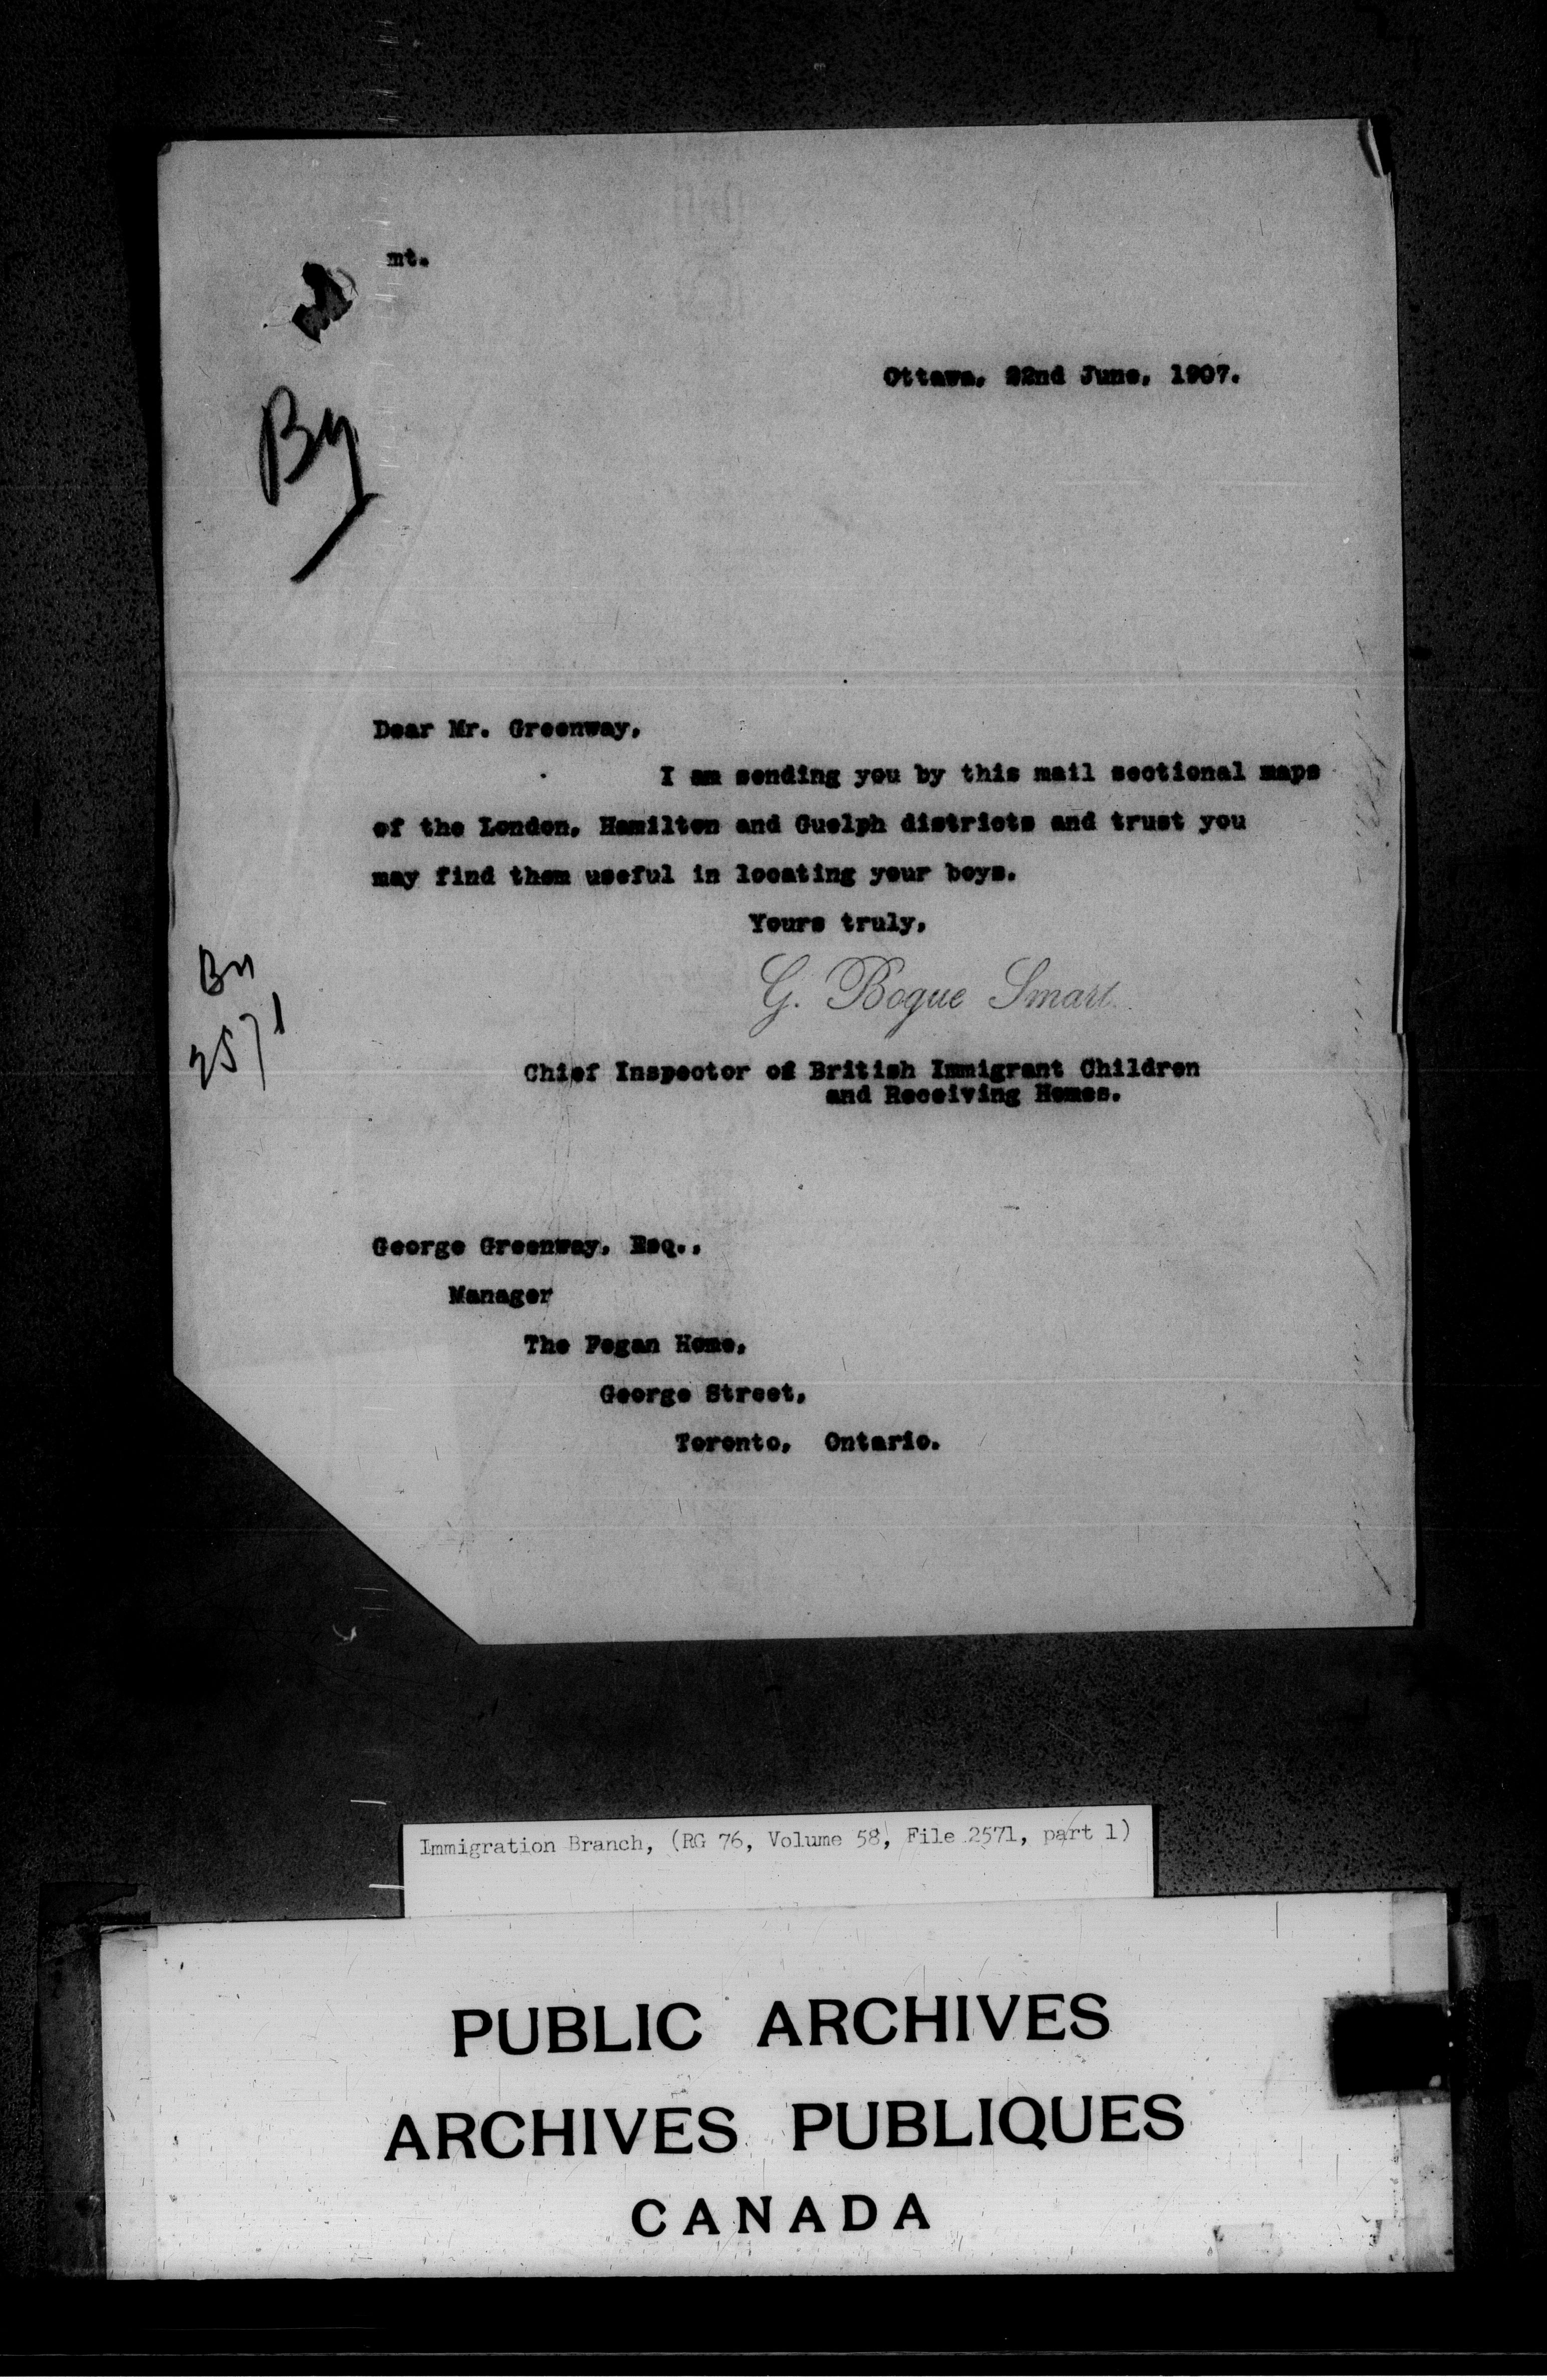 mt.
Ottawa, 22nd June, 1907.
By
Dear Mr. Greenway,
I am sending you by this mail sectional maps
of the London, Hamilton and Guelph districts and trust you
may find them useful in locating your boys.
Yours truly,
G. Bogue Smart
2571
Chief Inspector of British Immigrant Children
and Receiving Homes.
George Greenway, Esq.,
Manager
The Fegan Home,
George Street,
Toronto, Ontario.
Immigration Branch, (RG 76, Volume 58, File 2571, part 1)
PUBLIC ARCHIVES
ARCHIVES PUBLIQUES
CANADA